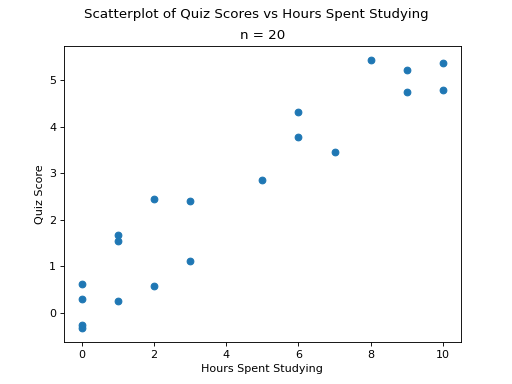 Scatterplot of Quiz Scores vs Hours Spent Studying
n = 20
5
4
3
2
1
0
Quiz Score
0 2 4 6 8 10
Hours Spent Studying